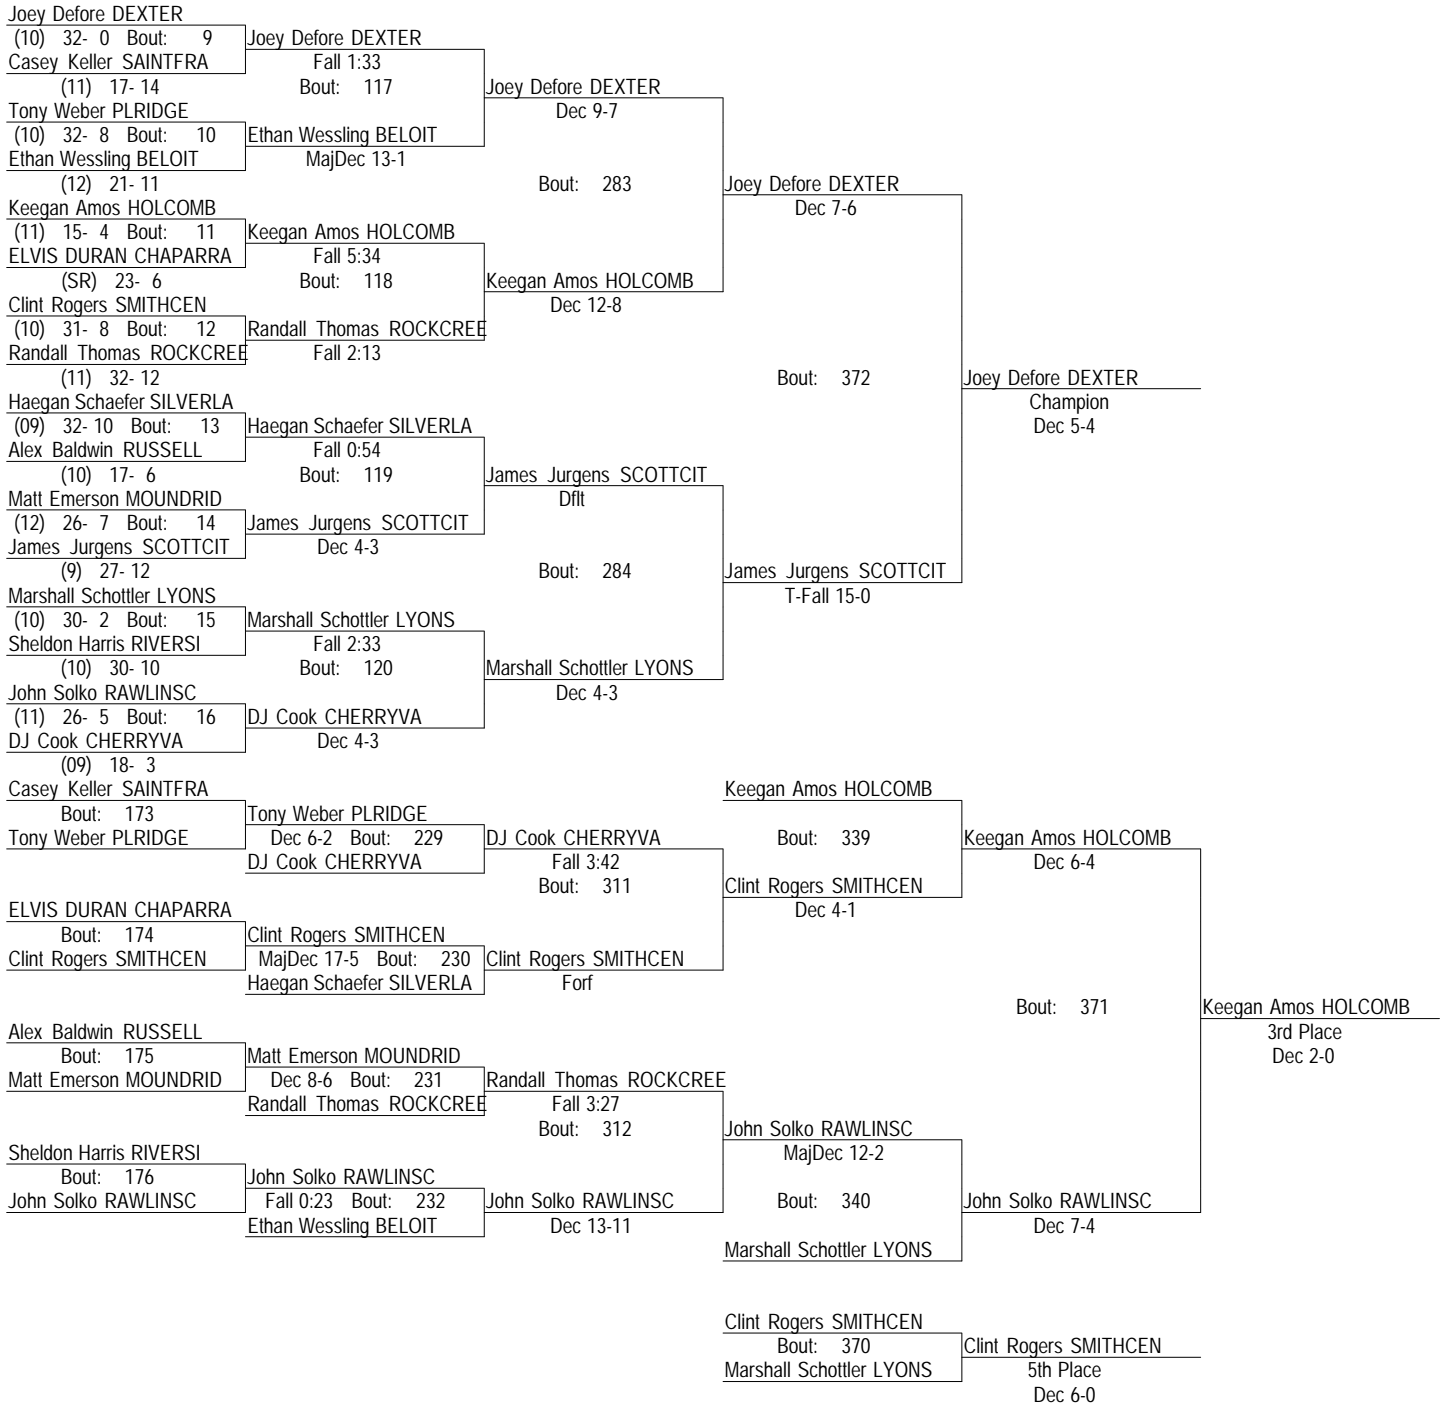 Joey Defore DEXTER
(10) 32- 0 Bout: 9 Joey Defore DEXTER
Casey Keller SAINTFRA Fall 1:33
(11) 17- 14 Bout: 117 Joey Defore DEXTER
Tony Weber PLRIDGE Dec 9-7
(10) 32- 8 Bout: 10 Ethan Wessling BELOIT
Ethan Wessling BELOIT MajDec 13-1
(12) 21- 11 Bout: 283 Joey Defore DEXTER
Keegan Amos HOLCOMB Dec 7-6
(11) 15- 4 Bout: 11 Keegan Amos HOLCOMB
ELVIS DURAN CHAPARRA Fall 5:34
(SR) 23- 6 Bout: 118 Keegan Amos HOLCOMB
Clint Rogers SMITHCEN Dec 12-8
(10) 31- 8 Bout: 12 Randall Thomas ROCKCREE
Randall Thomas ROCKCREE Fall 2:13
(11) 32- 12 Bout: 372 Joey Defore DEXTER
Haegan Schaefer SILVERLA Champion
(09) 32- 10 Bout: 13 Haegan Schaefer SILVERLA Dec 5-4
Alex Baldwin RUSSELL Fall 0:54
(10) 17- 6 Bout: 119 James Jurgens SCOTTCIT
Matt Emerson MOUNDRID Dflt
(12) 26- 7 Bout: 14 James Jurgens SCOTTCIT
James Jurgens SCOTTCIT Dec 4-3
(9) 27- 12 Bout: 284 James Jurgens SCOTTCIT
Marshall Schottler LYONS T-Fall 15-0
(10) 30- 2 Bout: 15 Marshall Schottler LYONS
Sheldon Harris RIVERSI Fall 2:33
(10) 30- 10 Bout: 120 Marshall Schottler LYONS
John Solko RAWLINSC Dec 4-3
(11) 26- 5 Bout: 16 DJ Cook CHERRYVA
DJ Cook CHERRYVA Dec 4-3
(09) 18- 3
Casey Keller SAINTFRA Keegan Amos HOLCOMB
Bout: 173 Tony Weber PLRIDGE
Tony Weber PLRIDGE Dec 6-2 Bout: 229 DJ Cook CHERRYVA Bout: 339 Keegan Amos HOLCOMB
DJ Cook CHERRYVA Fall 3:42 Dec 6-4
Bout: 311 Clint Rogers SMITHCEN
ELVIS DURAN CHAPARRA Dec 4-1
Bout: 174 Clint Rogers SMITHCEN
Clint Rogers SMITHCEN MajDec 17-5 Bout: 230 Clint Rogers SMITHCEN
Haegan Schaefer SILVERLA Forf
Bout: 371 Keegan Amos HOLCOMB
Alex Baldwin RUSSELL 3rd Place
Bout: 175 Matt Emerson MOUNDRID Dec 2-0
Matt Emerson MOUNDRID Dec 8-6 Bout: 231 Randall Thomas ROCKCREE
Randall Thomas ROCKCREE Fall 3:27
Bout: 312 John Solko RAWLINSC
Sheldon Harris RIVERSI MajDec 12-2
Bout: 176 John Solko RAWLINSC
John Solko RAWLINSC Fall 0:23 Bout: 232 John Solko RAWLINSC Bout: 340 John Solko RAWLINSC
Ethan Wessling BELOIT Dec 13-11 Dec 7-4
Marshall Schottler LYONS
Clint Rogers SMITHCEN
Bout: 370 Clint Rogers SMITHCEN
Marshall Schottler LYONS 5th Place
Dec 6-0